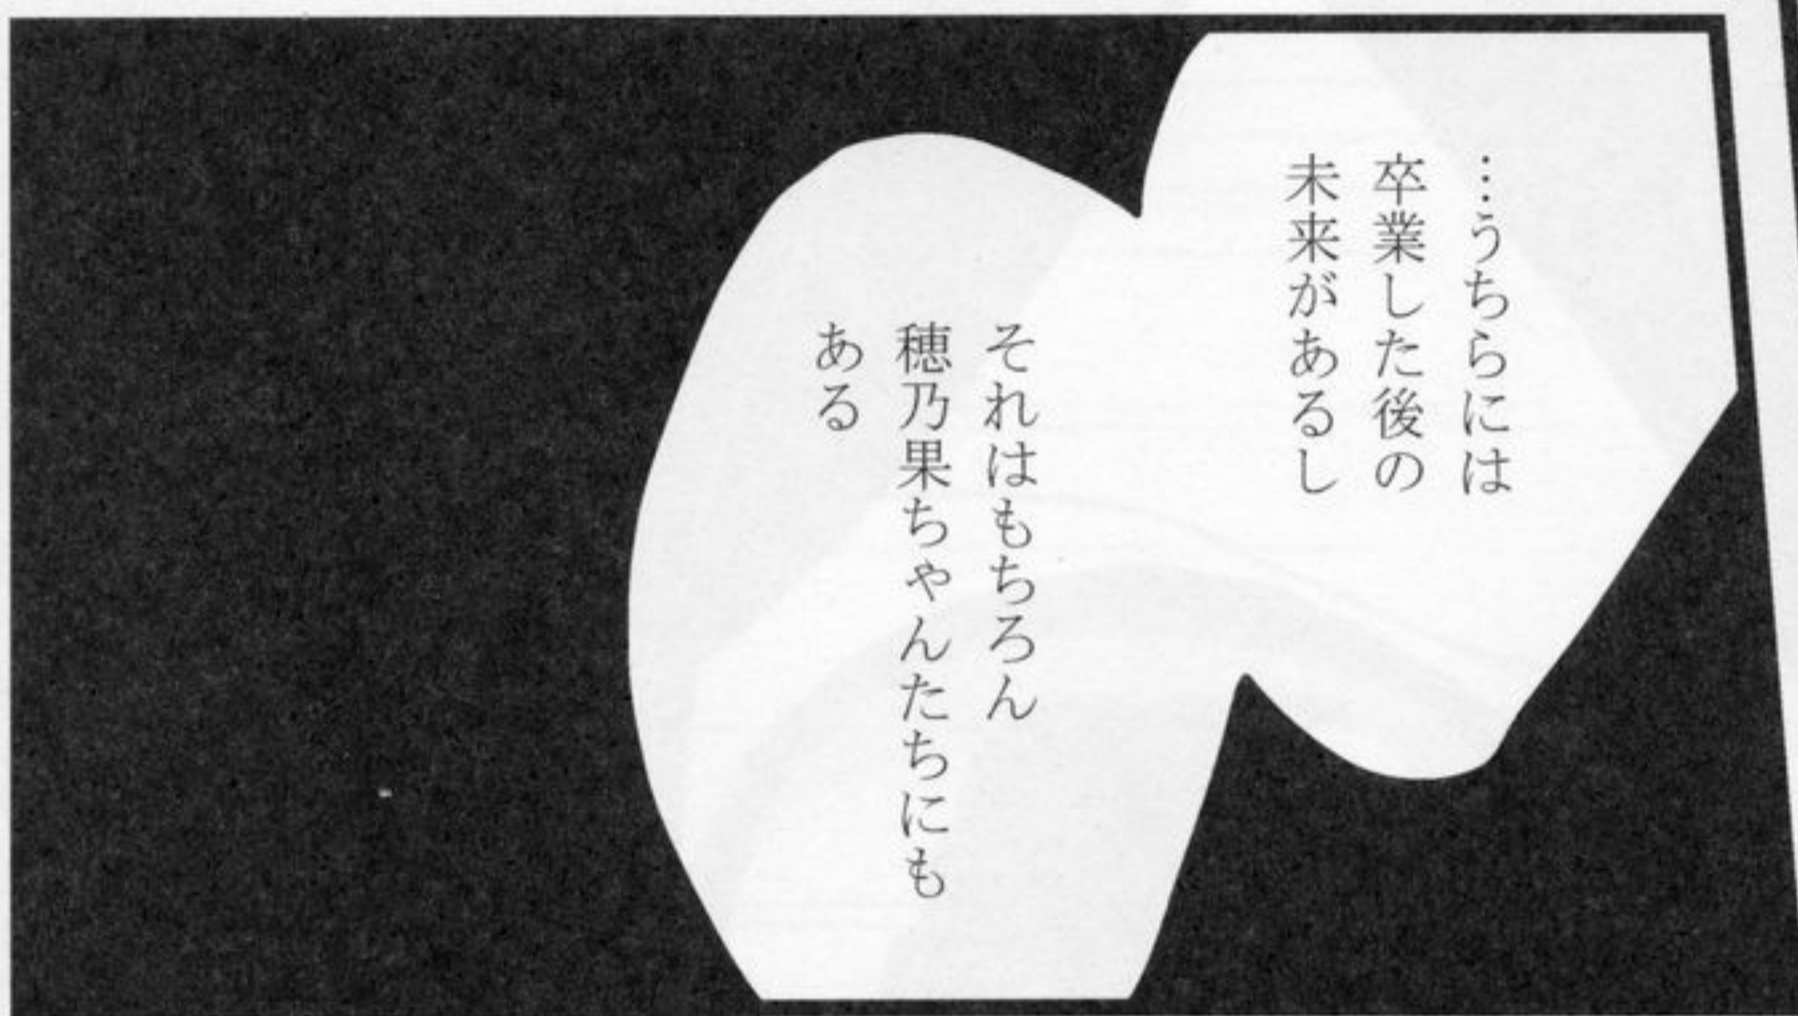 …うちらには
卒業した後の
未来があるし
それはもちろん
穂乃果ちゃんたちにも
ある